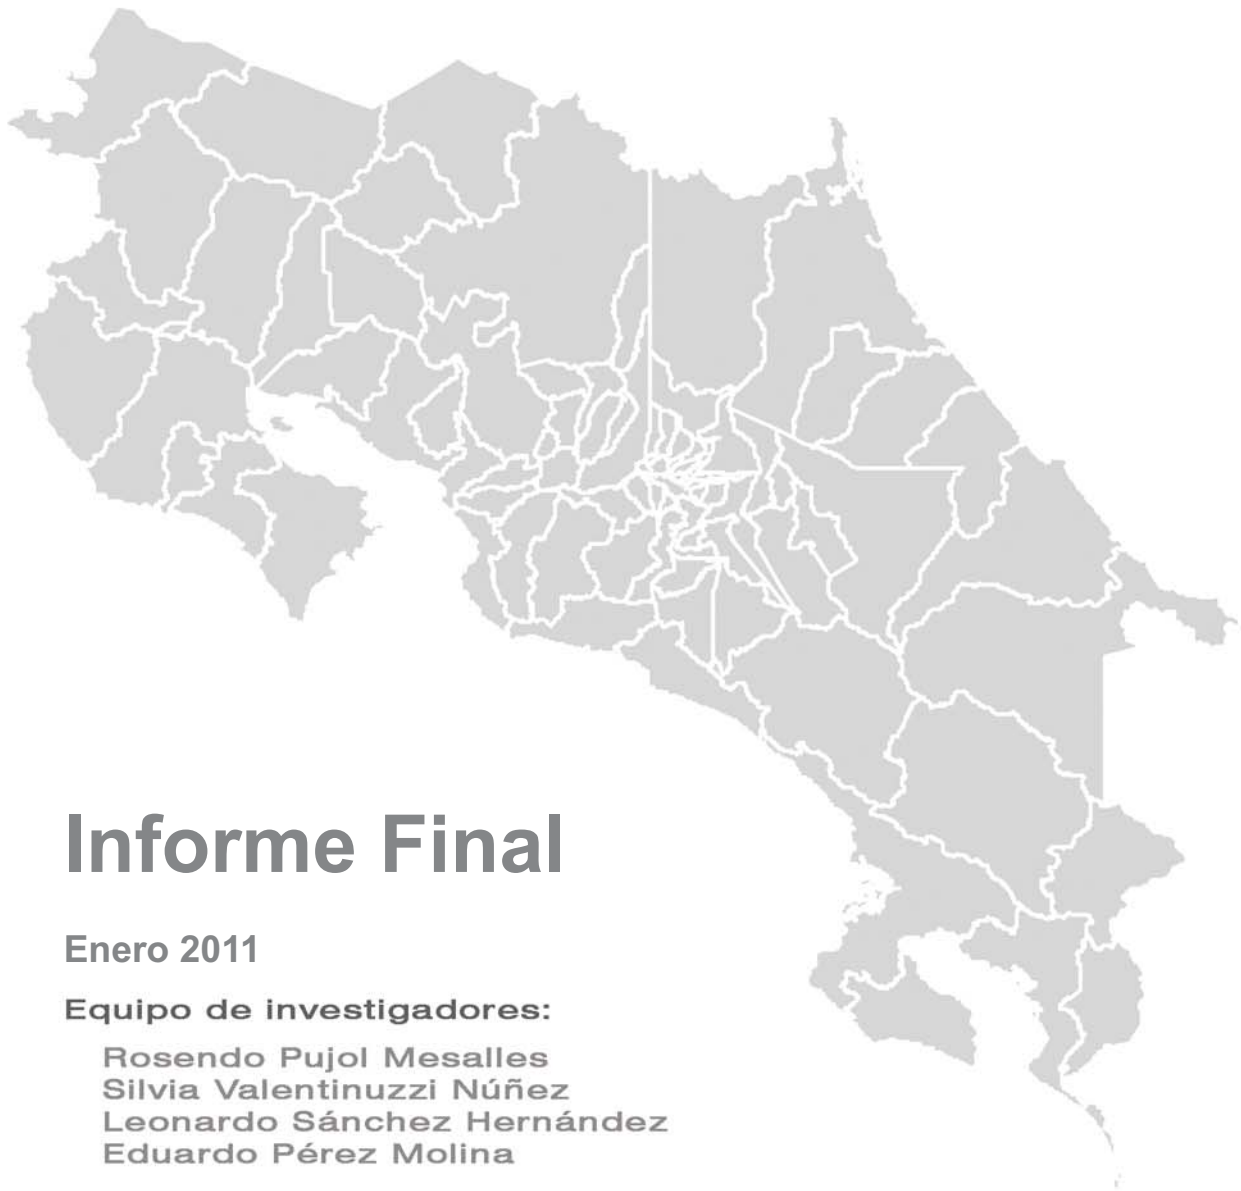 Informe Final
Enero 2011
Equipo de investigadores:
Rosendo Pujol Mesalles
Silvia Valentinuzzi Núñez
Leonardo Sánchez Hernández
Eduardo Pérez Molina